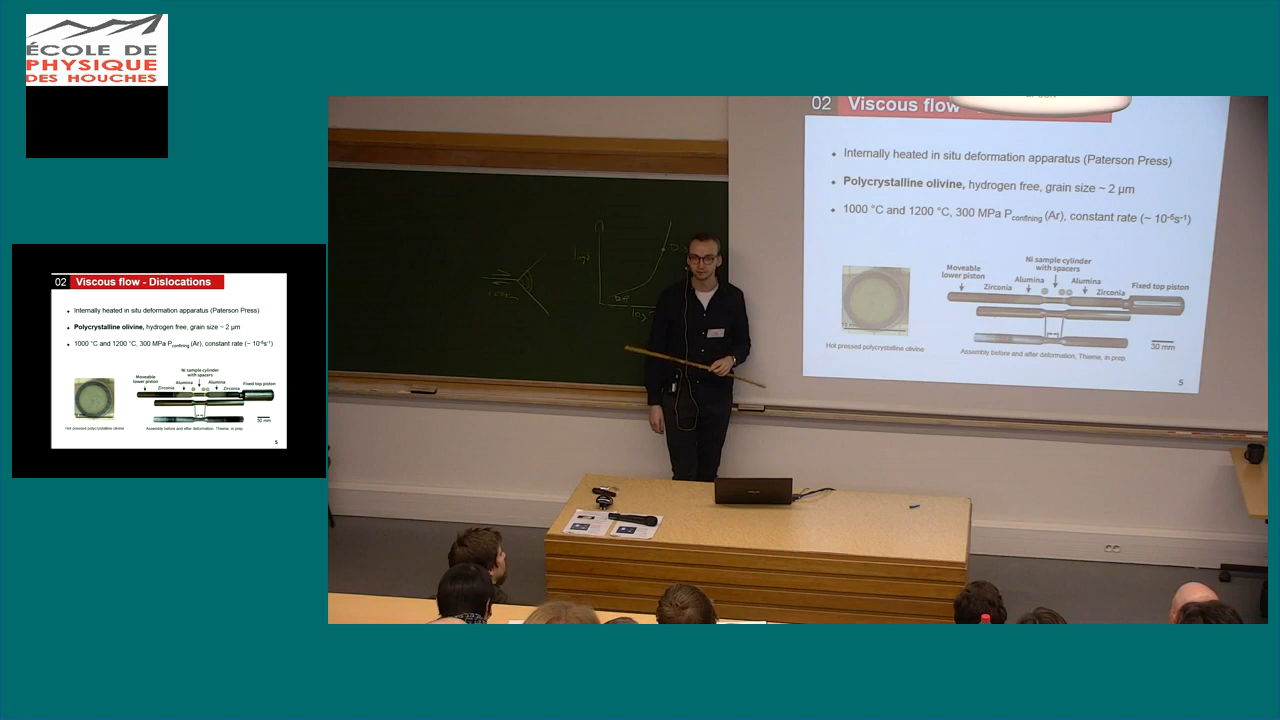 ÉCOLE DE
PHYSIQUE
DES HOUCHES
02 Viscous flow - Dislocations
Internally heated in situ deformation apparatus (Paterson Press)
Polycrystalline olivine, hydrogen free, grain size ~ 2 µm
1000 °C and 1200 °C, 300 MPa Pconfining (Ar), constant rate (~ 10-5s-1)
Ni sample cylinder
with spacers
Moveable
lower piston
Alumina
Alumina
Fixed top piston
Zirconia
Zirconia
30 mm
Hot pressed polycrystalline olivine
Assembly before and after deformation, Thieme, in prep.
5
02 Viscous flow
Internally heated in situ deformation apparatus (Paterson Press)
Polycrystalline olivine, hydrogen free, grain size ~ 2 µm
1000 °C and 1200 °C, 300 MPa Pconfining (Ar), constant rate (~ 10-5s-1)
Ni sample cylinder
with spacers
Moveable
lower piston
Alumina
Alumina
Fixed top piston
Zirconia
Zirconia
30 mm
Hot pressed polycrystalline olivine
Assembly before and after deformation, Thieme, in prep.
5